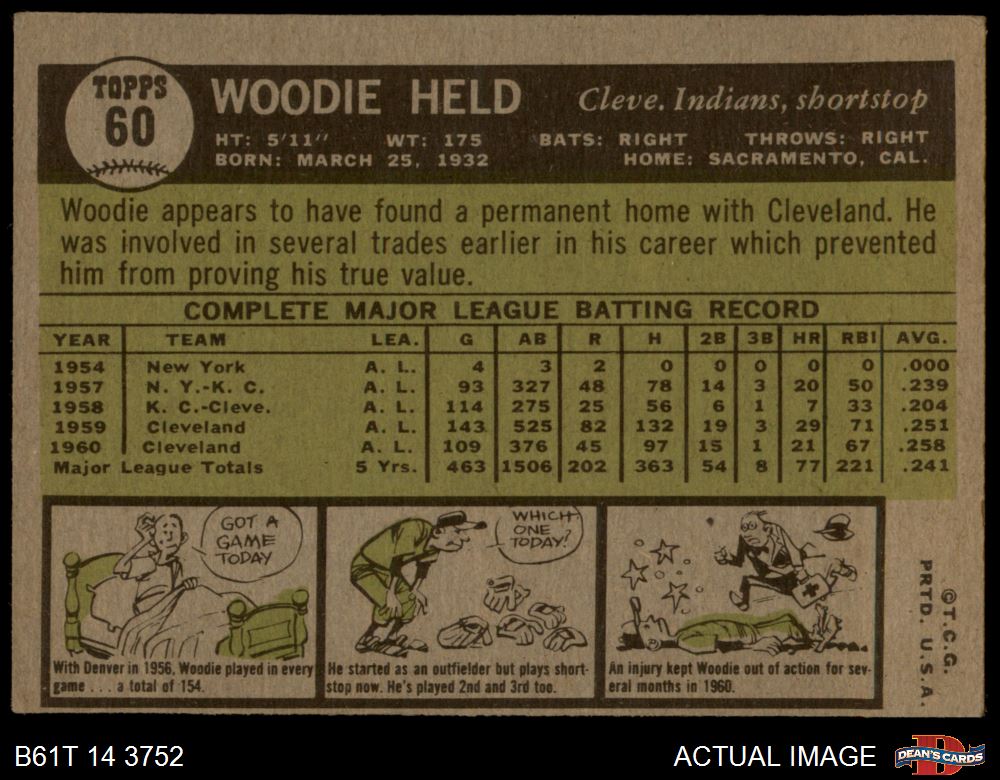 TOPPS
60
WOODIE HELD
Cleve. Indians, shortstop
HT: 5'11" WT: 175 BATS: RIGHT THROWS: RIGHT
BORN: MARCH 25, 1932 HOME: SACRAMENTO, CAL.
Woodie appears to have found a permanent home with Cleveland. He
was involved in several trades earlier in his career which prevented
him from proving his true value.
COMPLETE MAJOR LEAGUE BATTING RECORD
YEAR TEAM LEA. G AB R H 2B 3B HR RBI AVG.
1954 New York A. L. 4 3 2 0 0 0 0 0 .000
1957 N. Y.-K. C. A. L. 93 327 48 78 14 3 20 50 .239
1958 K. C.-Cleve. A. L. 114 275 25 56 6 1 7 33 .204
1959 Cleveland A. L. 143 525 82 132 19 3 29 71 .251
1960 Cleveland A. L. 109 376 45 97 15 1 21 67 .258
Major League Totals 5 Yrs. 463 1506 202 363 54 8 77 221 .241
GOT A
GAME
TODAY
With Denver in 1956, Woodie played in every
game . . . a total of 154.
WHICH
ONE
TODAY?
He started as an outfielder but plays short-
stop now. He's played 2nd and 3rd too.
An injury kept Woodie out of action for sev-
eral months in 1960.
©T.C.G.
PRTD. U.S.A.
B61T 14 3752
ACTUAL IMAGE
DEAN'S CARDS